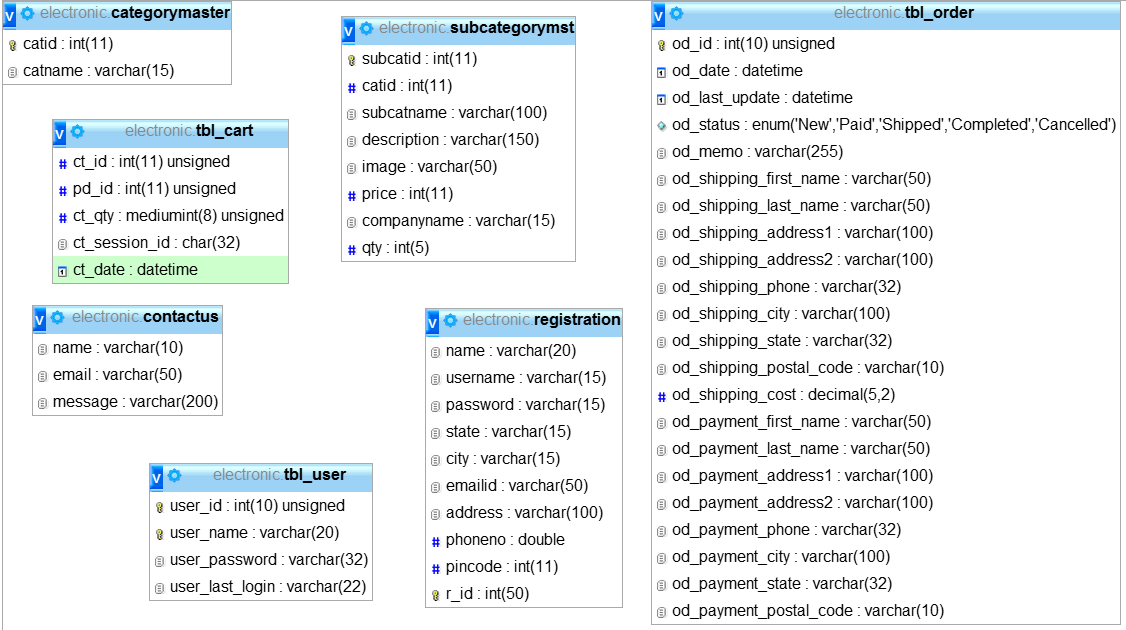 electronic.categorymaster
catid : int(11)
catname : varchar(15)
electronic.subcategorymst
subcatid : int(11)
catid : int(11)
subcatname : varchar(100)
description : varchar(150)
image : varchar(50)
price : int(11)
companyname : varchar(15)
qty : int(5)
electronic.tbl_order
od_id : int(10) unsigned
od_date : datetime
od_last_update : datetime
od_status : enum('New','Paid','Shipped','Completed','Cancelled')
od_memo : varchar(255)
od_shipping_first_name : varchar(50)
od_shipping_last_name : varchar(50)
od_shipping_address1 : varchar(100)
od_shipping_address2 : varchar(100)
od_shipping_phone : varchar(32)
od_shipping_city : varchar(100)
od_shipping_state : varchar(32)
od_shipping_postal_code : varchar(10)
od_shipping_cost : decimal(5,2)
od_payment_first_name : varchar(50)
od_payment_last_name : varchar(50)
od_payment_address1 : varchar(100)
od_payment_address2 : varchar(100)
od_payment_phone : varchar(32)
od_payment_city : varchar(100)
od_payment_state : varchar(32)
od_payment_postal_code : varchar(10)
electronic.tbl_cart
ct_id : int(11) unsigned
pd_id : int(11) unsigned
ct_qty : mediumint(8) unsigned
ct_session_id : char(32)
ct_date : datetime
electronic.contactus
name : varchar(10)
email : varchar(50)
message : varchar(200)
electronic.registration
name : varchar(20)
username : varchar(15)
password : varchar(15)
state : varchar(15)
city : varchar(15)
emailid : varchar(50)
address : varchar(100)
phoneno : double
pincode : int(11)
r_id : int(50)
electronic.tbl_user
user_id : int(10) unsigned
user_name : varchar(20)
user_password : varchar(32)
user_last_login : varchar(22)